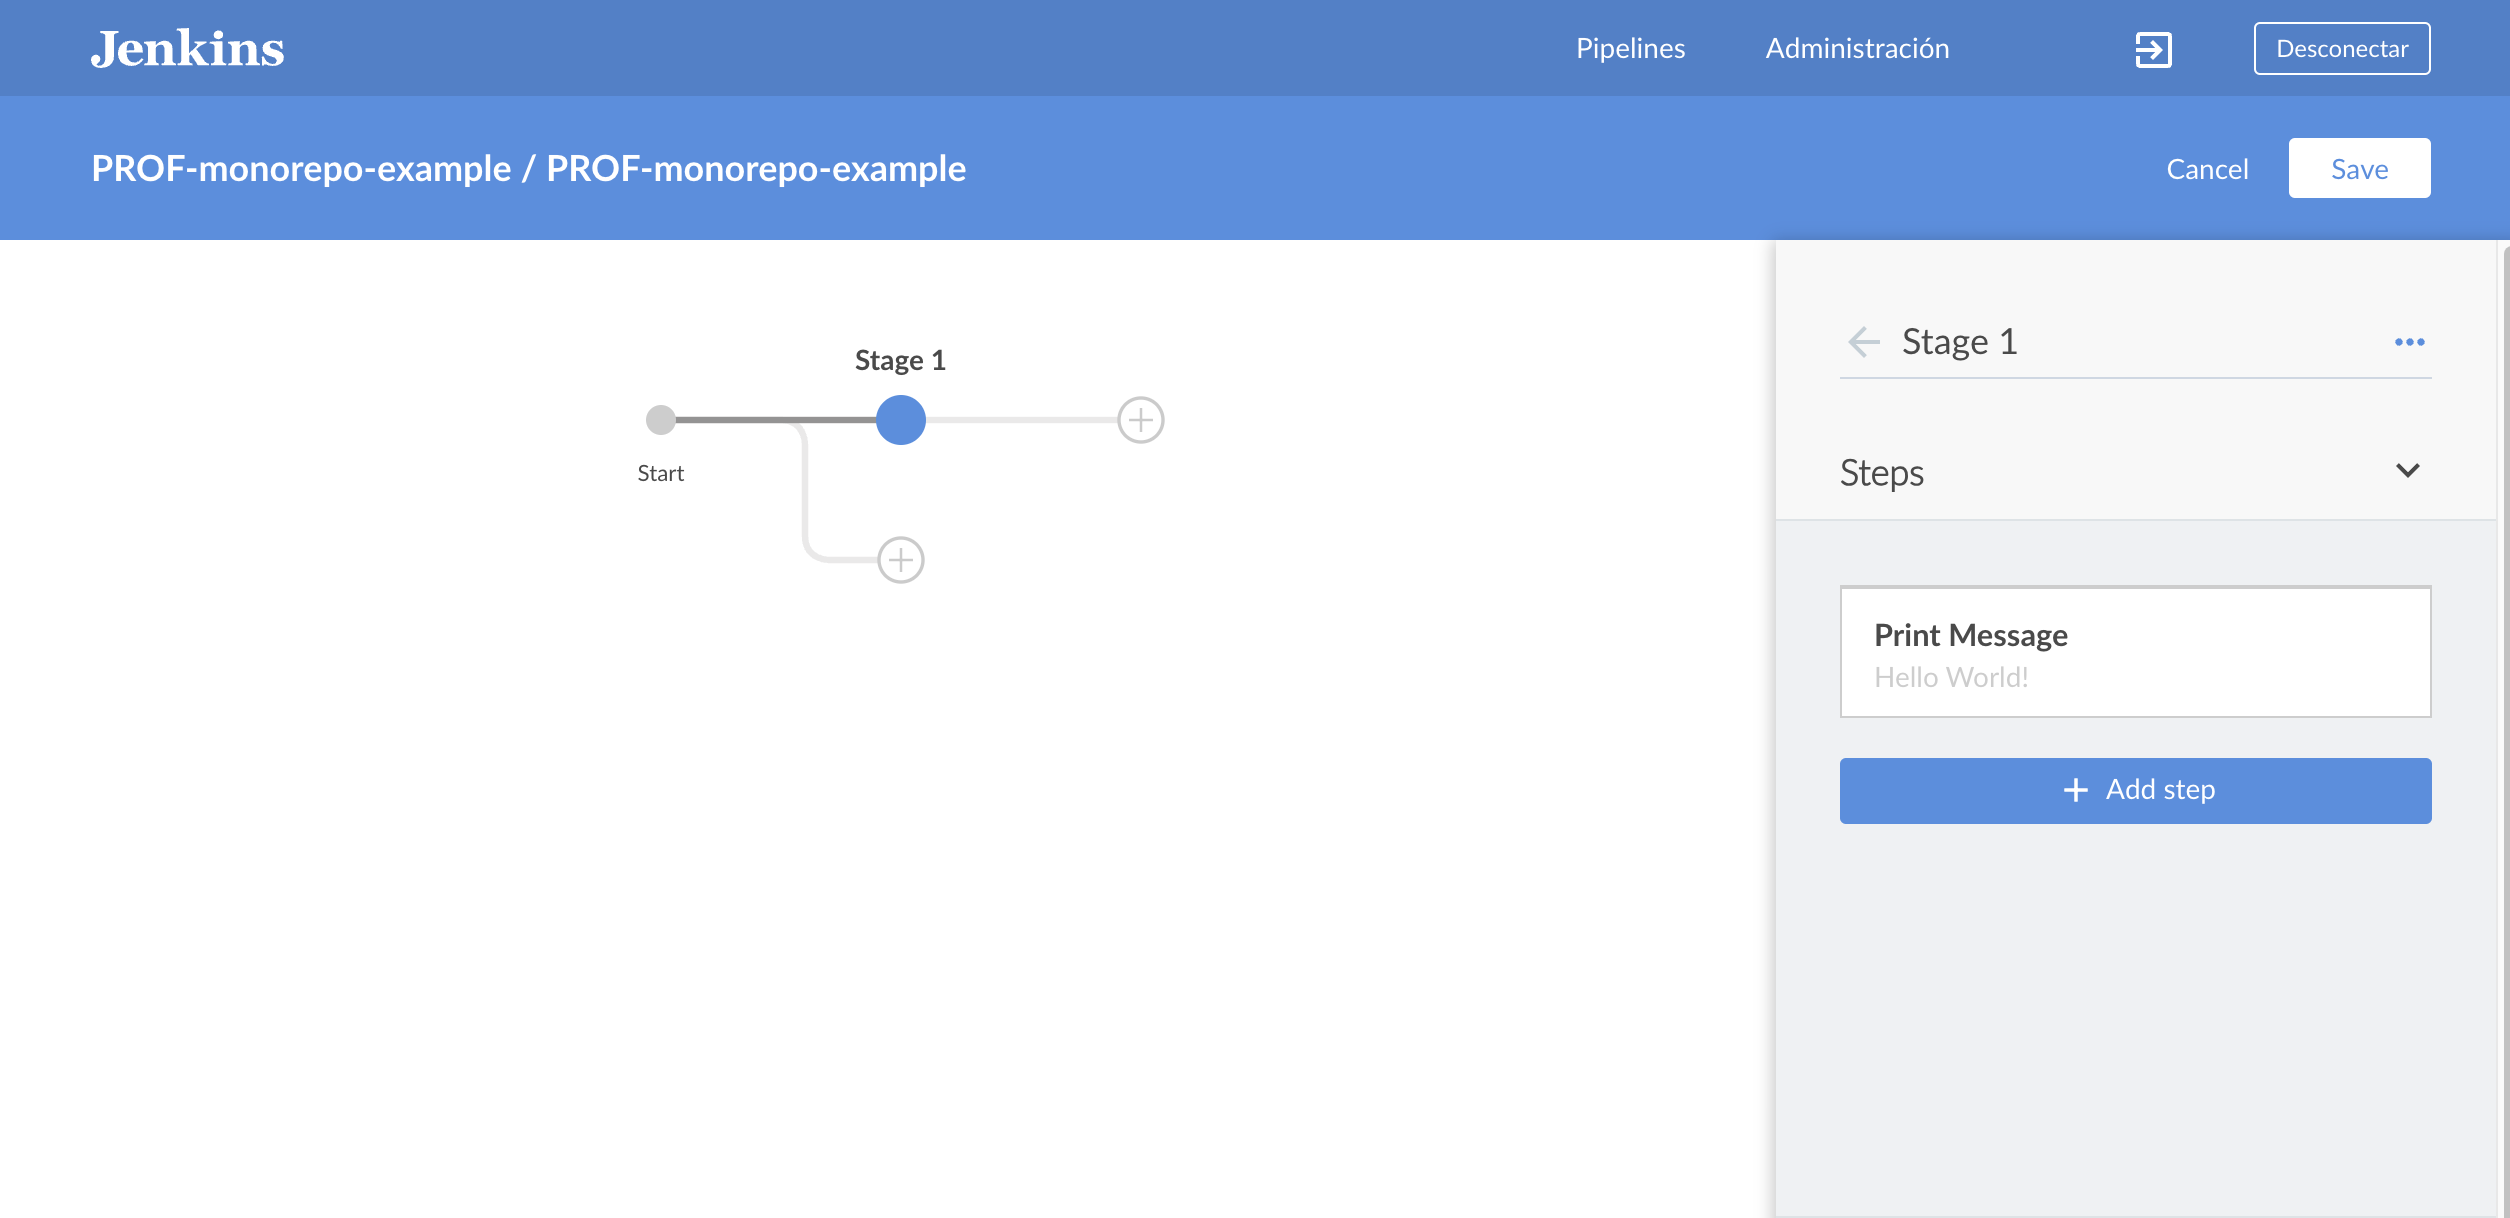 Jenkins
Pipelines
Administración
Desconectar
PROF-monorepo-example / PROF-monorepo-example
Cancel
Save
Stage 1
Start
Stage 1
Steps
Print Message
Hello World!
Add step